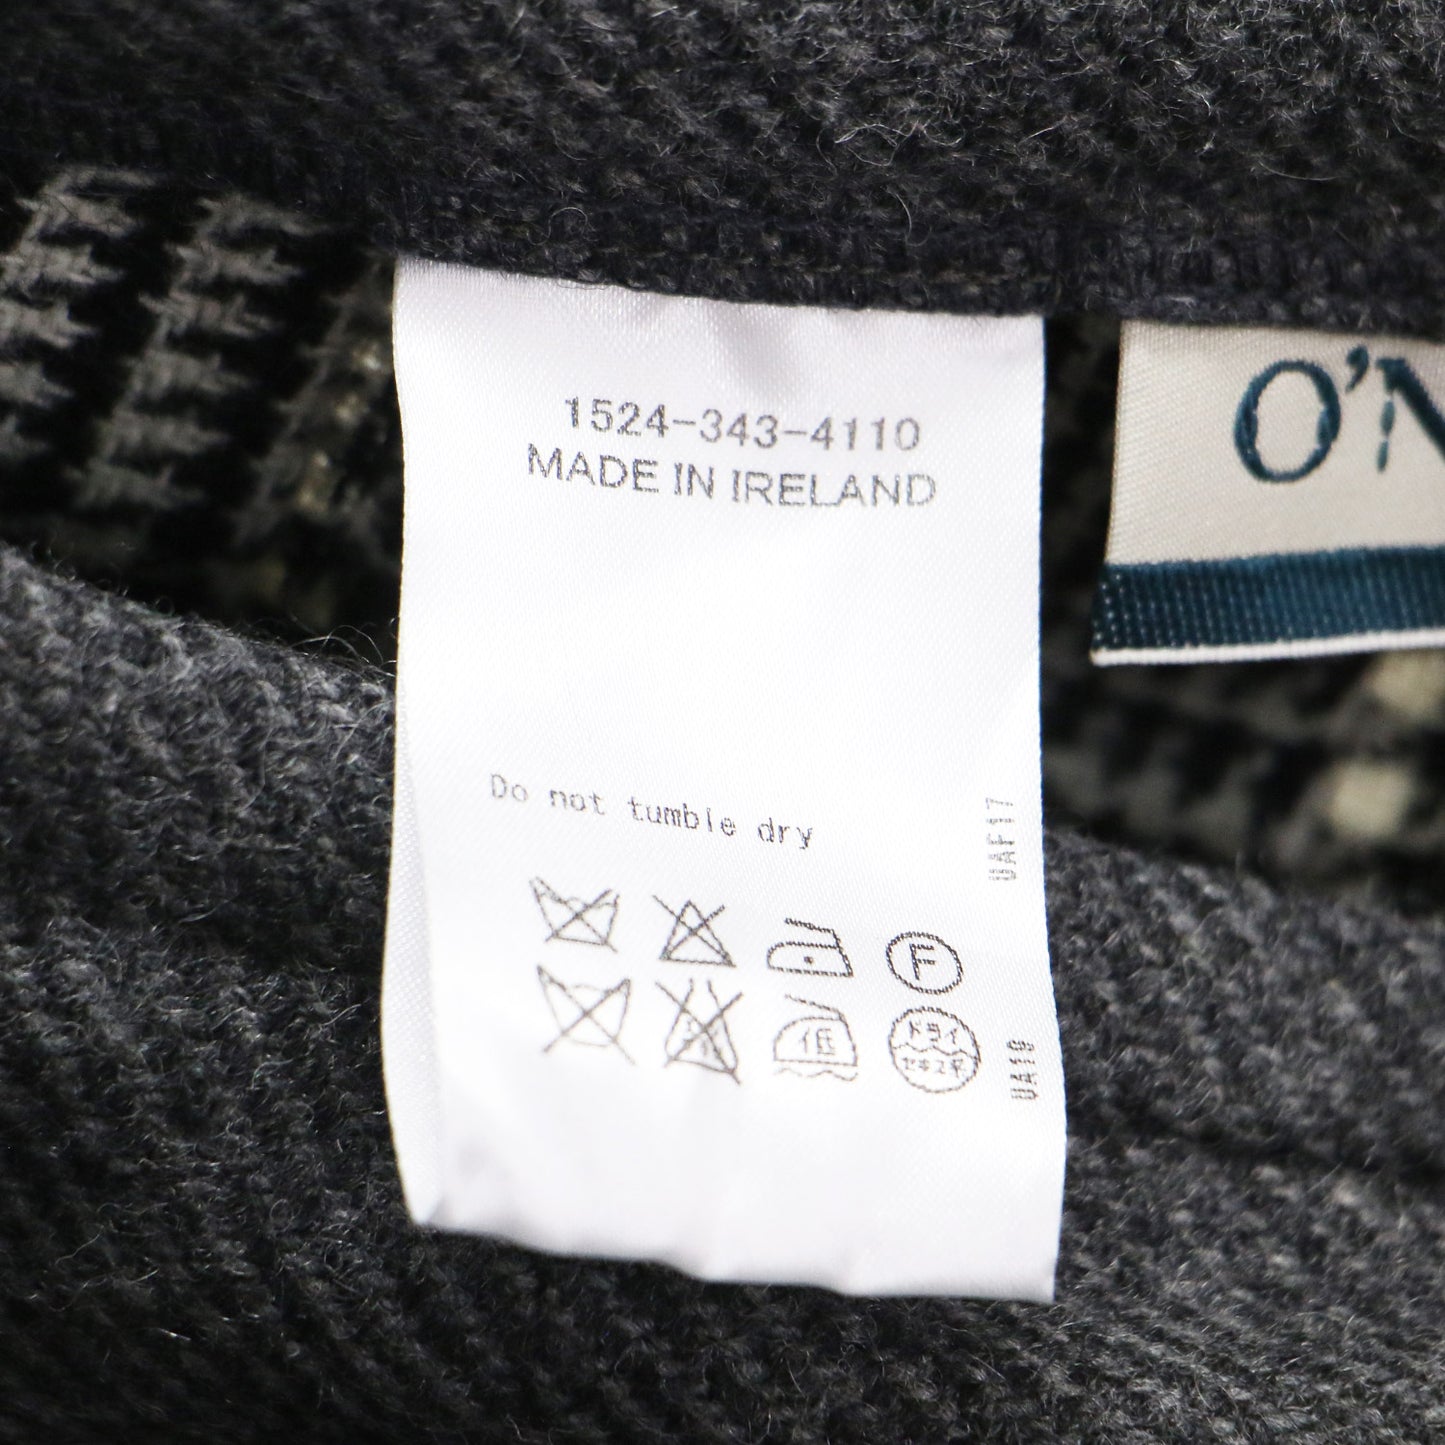 1524-343-4110
MADE IN IRELAND
O'N
Do not tumble dry
UAF17
F
低
ドライ
セキユ系
UA19